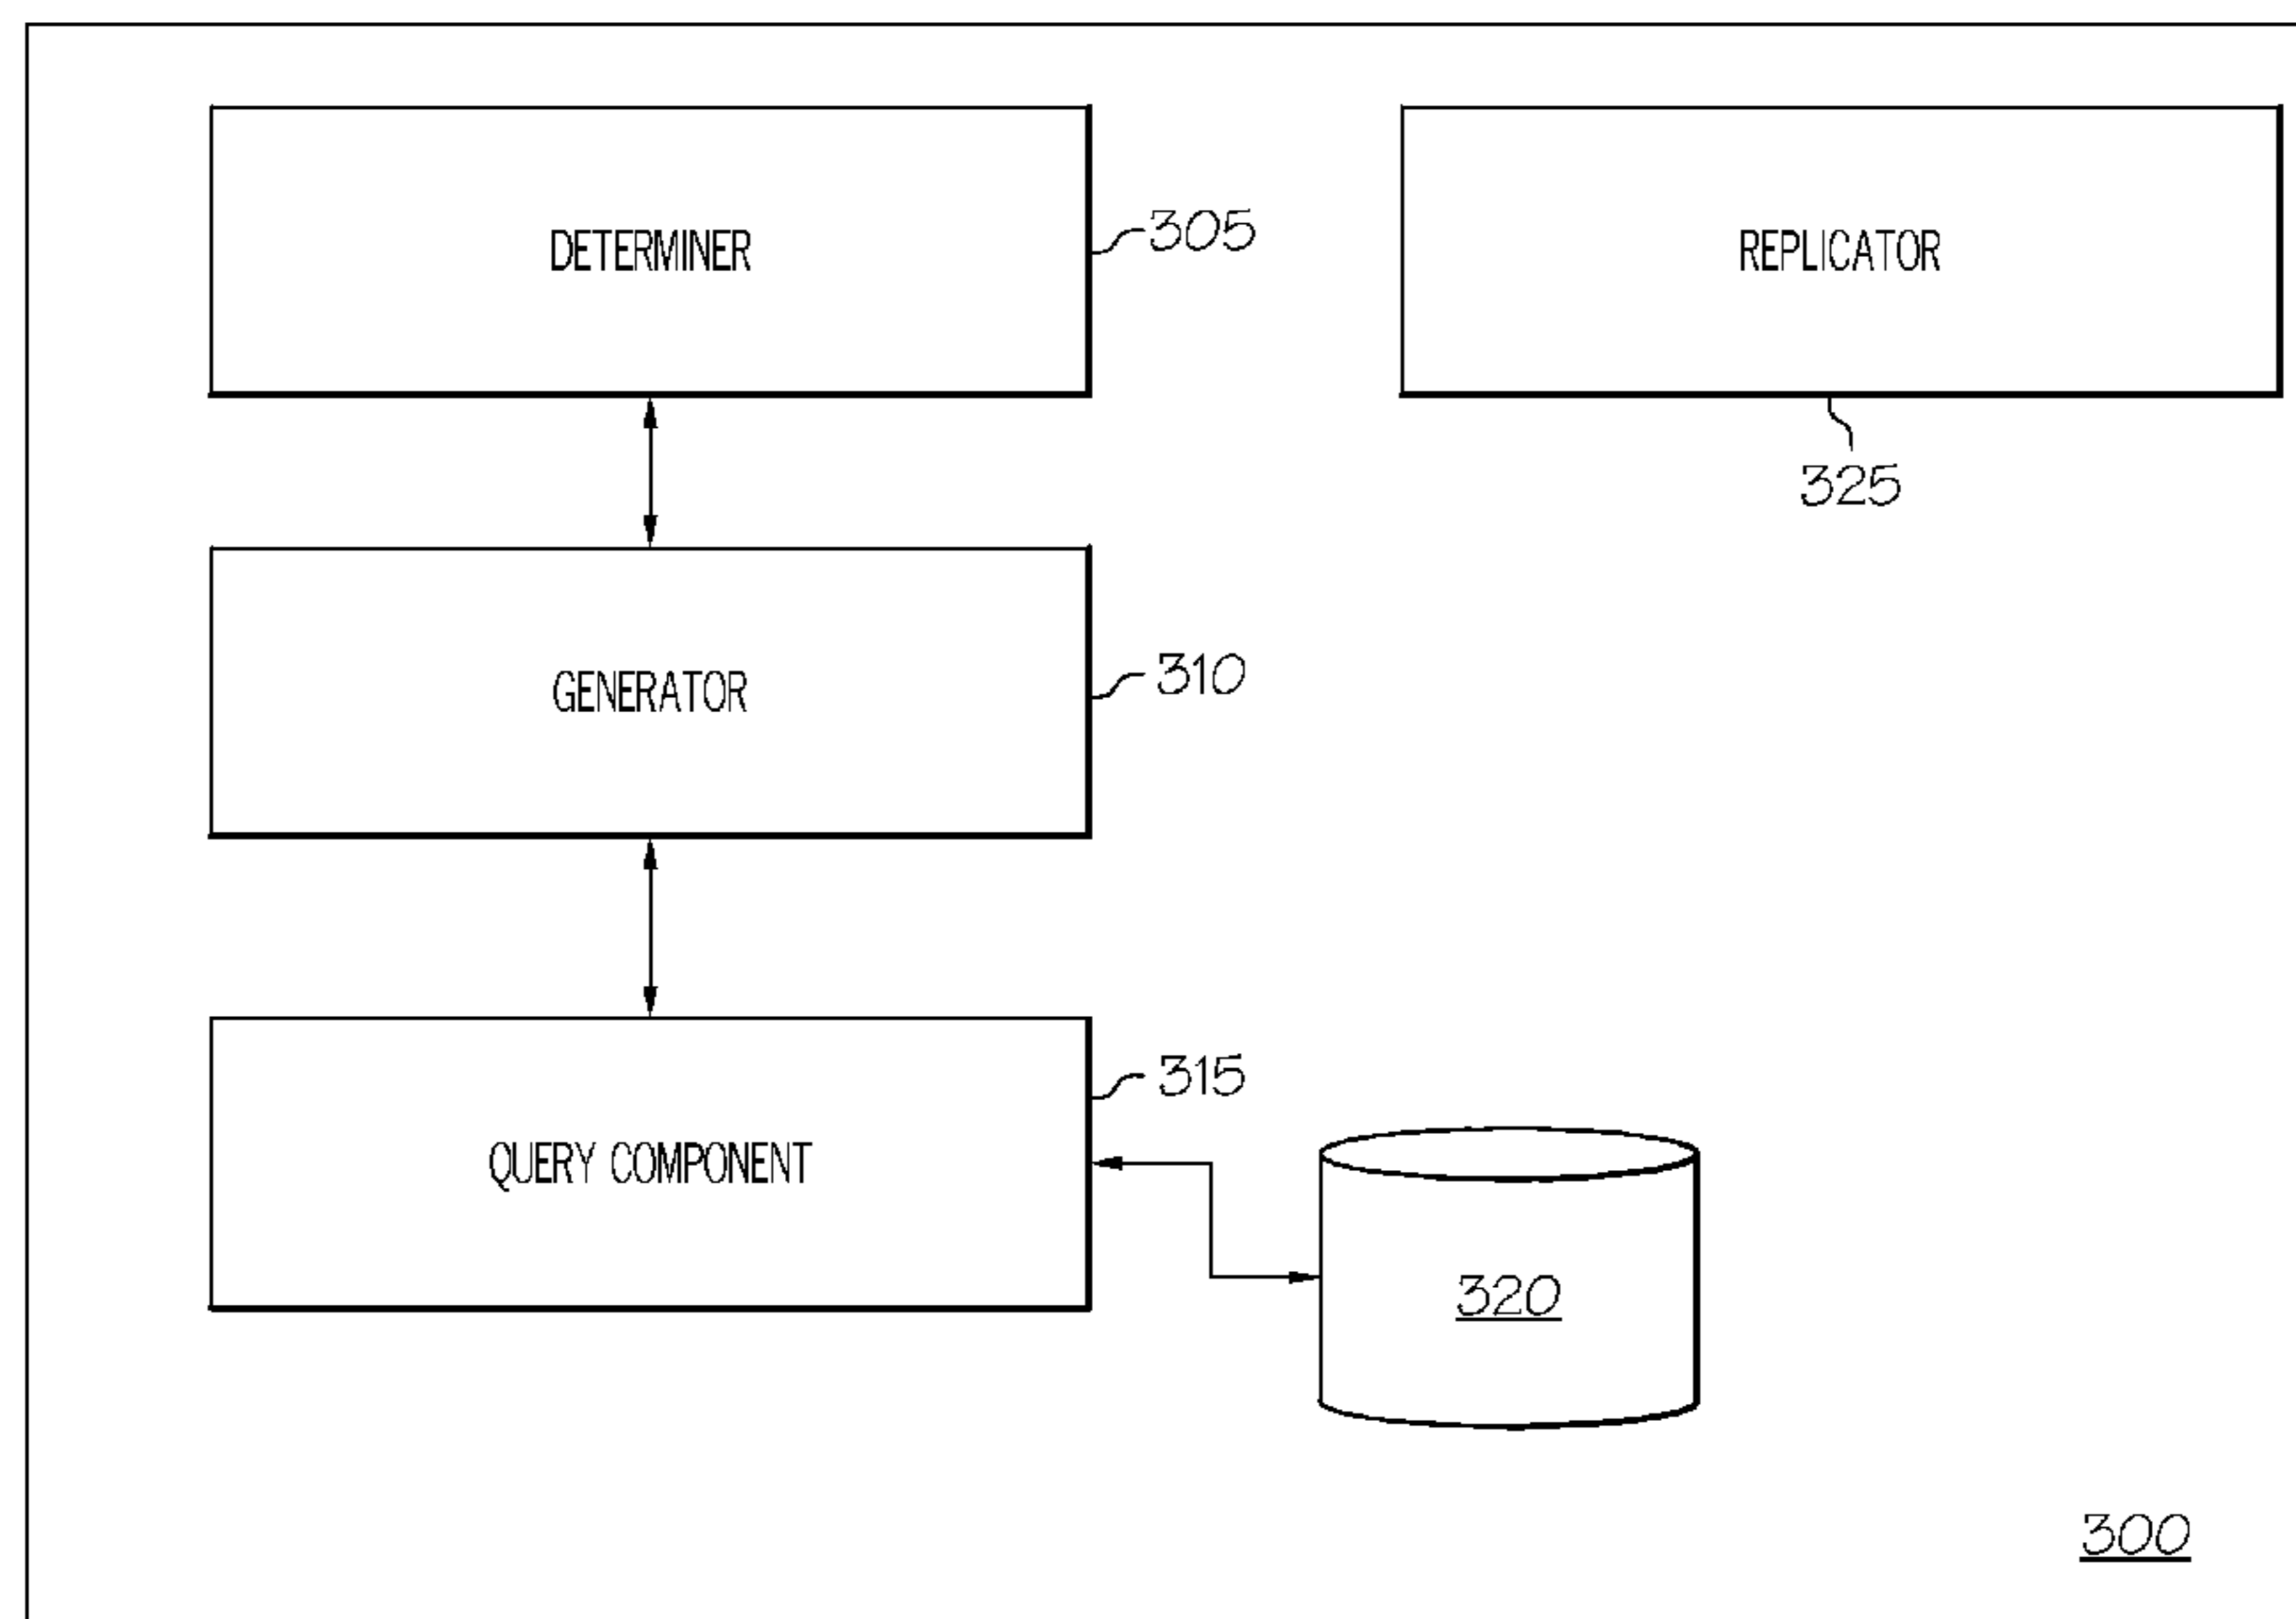 DETERMINER
305
REPLICATOR
325
GENERATOR
310
QUERY COMPONENT
315
320
300